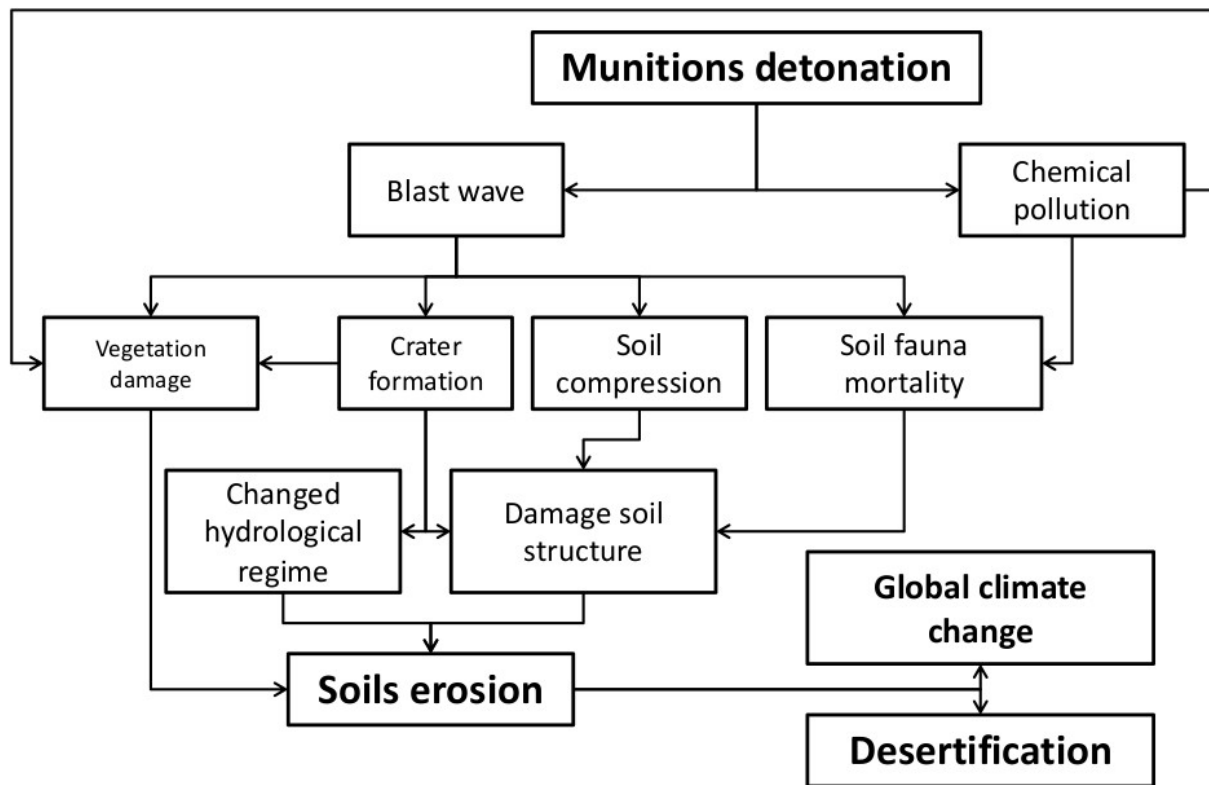 Munitions detonation
Blast wave
Chemical
pollution
Vegetation
damage
Crater
formation
Soil
compression
Soil fauna
mortality
Changed
hydrological
regime
Damage soil
structure
Global climate
change
Soils erosion
Desertification